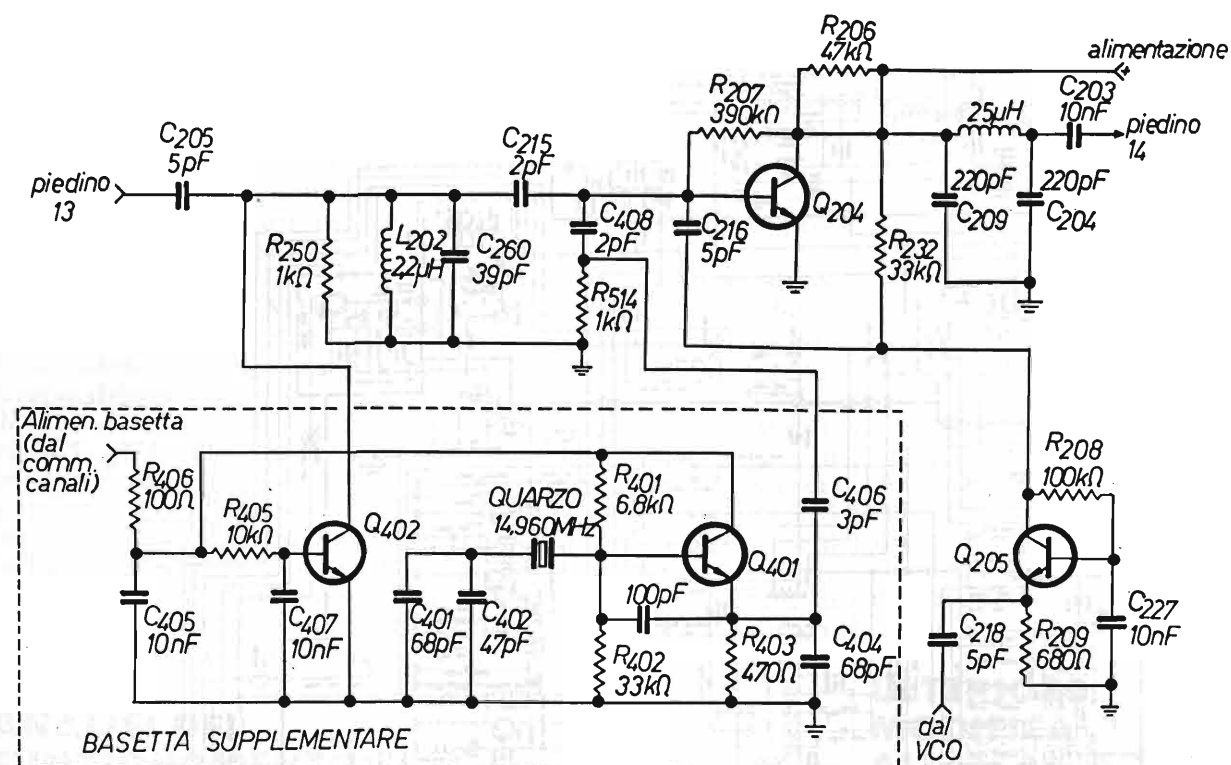 R206
47kΩ
alimentazione
+
R207
390kΩ
25µH
C203
10nF
piedino
14
C205
5pF
C215
2pF
piedino
13
Q204
220pF
C209
220pF
C204
R250
1kΩ
L202
22µH
C260
39pF
C408
2pF
C216
5pF
R232
33kΩ
R514
1kΩ
Alimen. basetta
(dal
comm.
canali)
R406
100Ω
R405
10kΩ
Q402
QUARZO
14,960MHz
R401
6,8kΩ
Q401
C406
3pF
R208
100kΩ
Q205
C405
10nF
C407
10nF
C401
68pF
C402
47pF
100pF
R402
33kΩ
R403
470Ω
C404
68pF
C218
5pF
R209
680Ω
C227
10nF
dal
VCO
BASETTA SUPPLEMENTARE